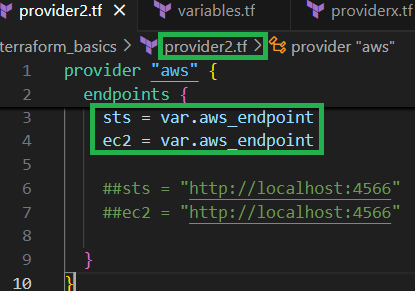 provider2.tf ● variables.tf providerx.tf
terraform_basics > provider2.tf > provider "aws"
1 provider "aws" {
2 endpoints {
3 sts = var.aws_endpoint
4 ec2 = var.aws_endpoint
5
6 ##sts = "http://localhost:4566"
7 ##ec2 = "http://localhost:4566"
8
9 }
10 }